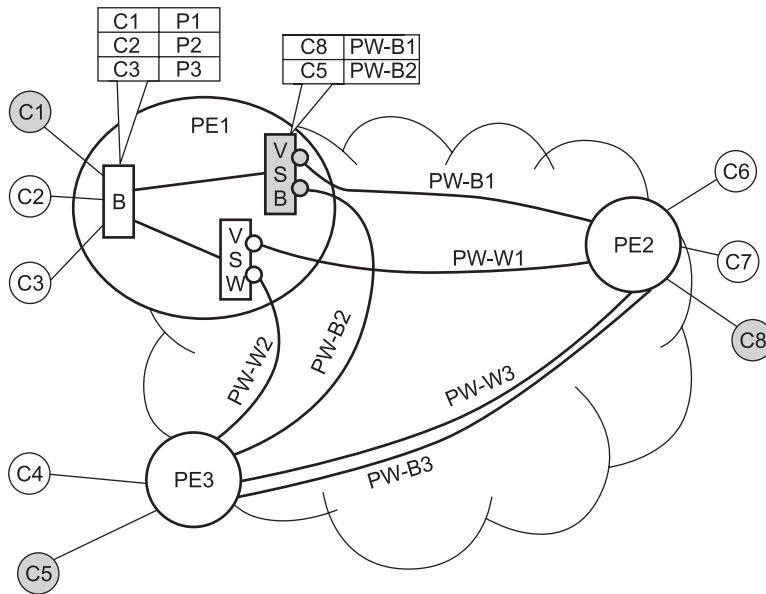 C1 P1
C2 P2
C3 P3
C8 PW-B1
C5 PW-B2
C1
PE1
V
S
B
PW-B1
C6
C2
B
PE2
V
S
W
PW-W1
C7
C3
C8
PW-W2
PW-B2
PW-W3
C4
PE3
PW-B3
C5